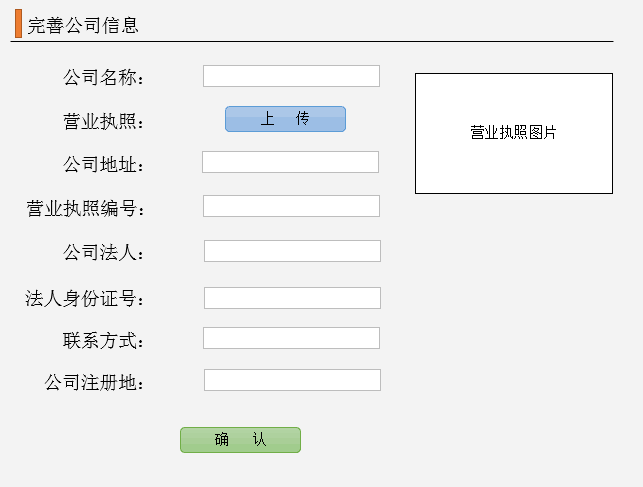 完善公司信息
公司名称：
营业执照：
上 传
营业执照图片
公司地址：
营业执照编号：
公司法人：
法人身份证号：
联系方式：
公司注册地：
确 认